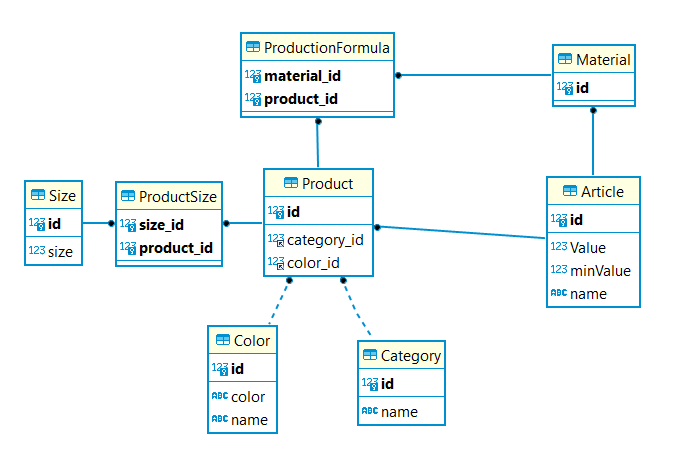 ProductionFormula
123 material_id
123 product_id
Material
123 id
Size
123 id
123 size
ProductSize
123 size_id
123 product_id
Product
123 id
123 category_id
123 color_id
Article
123 id
123 Value
123 minValue
ABC name
Color
123 id
ABC color
ABC name
Category
123 id
ABC name